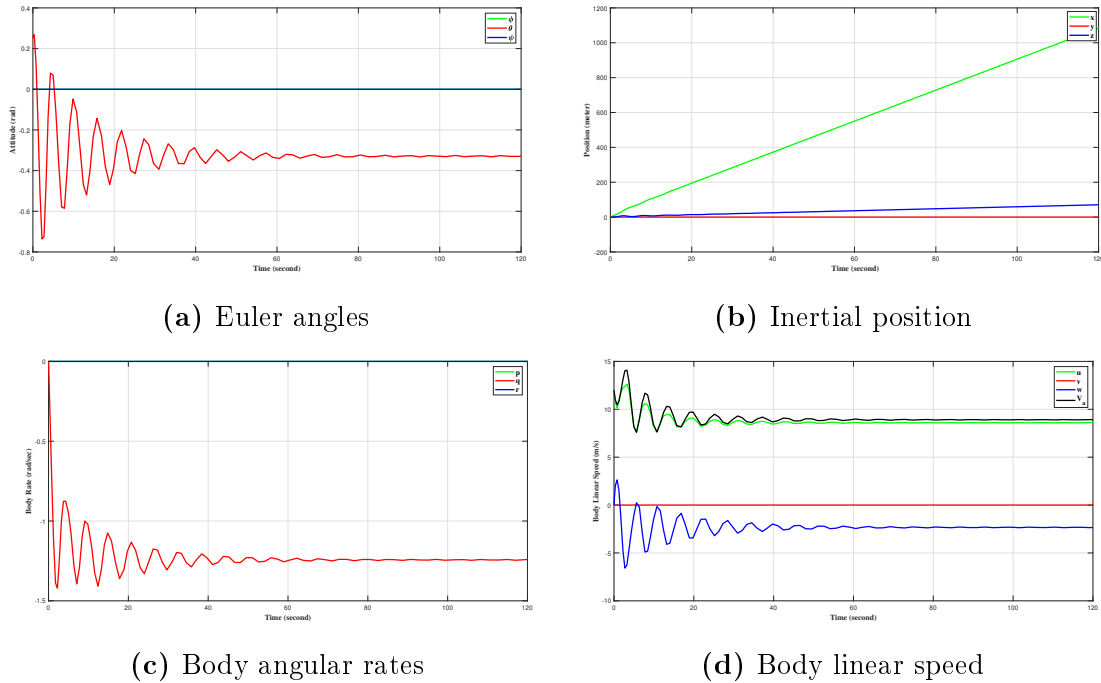 0.4
0.2
0
-0.2
-0.4
-0.6
-0.8
Attitude (rad)
0 20 40 60 80 100 120
Time (second)
ϕ
θ
ψ
(a) Euler angles
1200
1000
800
600
400
200
0
-200
Position (meter)
0 20 40 60 80 100 120
Time (second)
x
y
z
(b) Inertial position
0
-0.5
-1
-1.5
Body Rate (rad/sec)
0 20 40 60 80 100 120
Time (second)
p
q
r
(c) Body angular rates
15
10
5
0
-5
-10
Body Linear Speed (m/s)
0 20 40 60 80 100 120
Time (second)
u
v
w
V_a
(d) Body linear speed